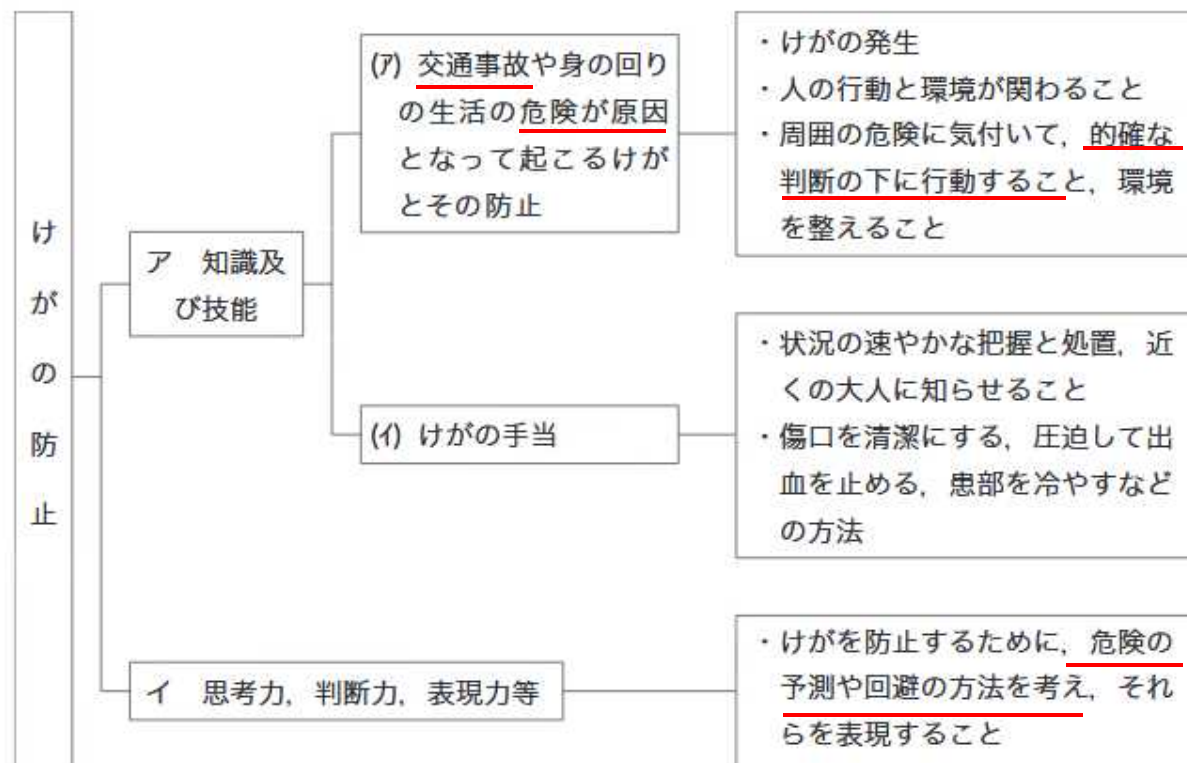 けがの防止
ア　知識及
び技能
(ア) 交通事故や身の回り
の生活の危険が原因
となって起こるけが
とその防止
・けがの発生
・人の行動と環境が関わること
・周囲の危険に気付いて，的確な
判断の下に行動すること，環境
を整えること
(イ) けがの手当
・状況の速やかな把握と処置，近
くの大人に知らせること
・傷口を清潔にする，圧迫して出
血を止める，患部を冷やすなど
の方法
イ　思考力，判断力，表現力等
・けがを防止するために，危険の
予測や回避の方法を考え，それ
らを表現すること